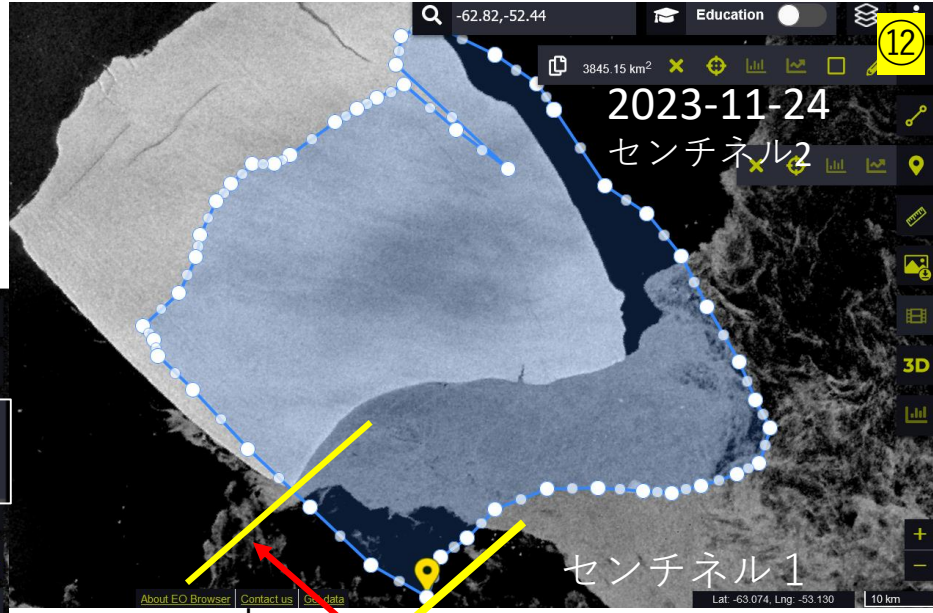 -62.82,-52.44
Education
⑫
3845.15 km²
2023-11-24
センチネル2
3D
センチネル1
About EO Browser Contact us Get data
Lat: -63.074, Lng: -53.130
10 km